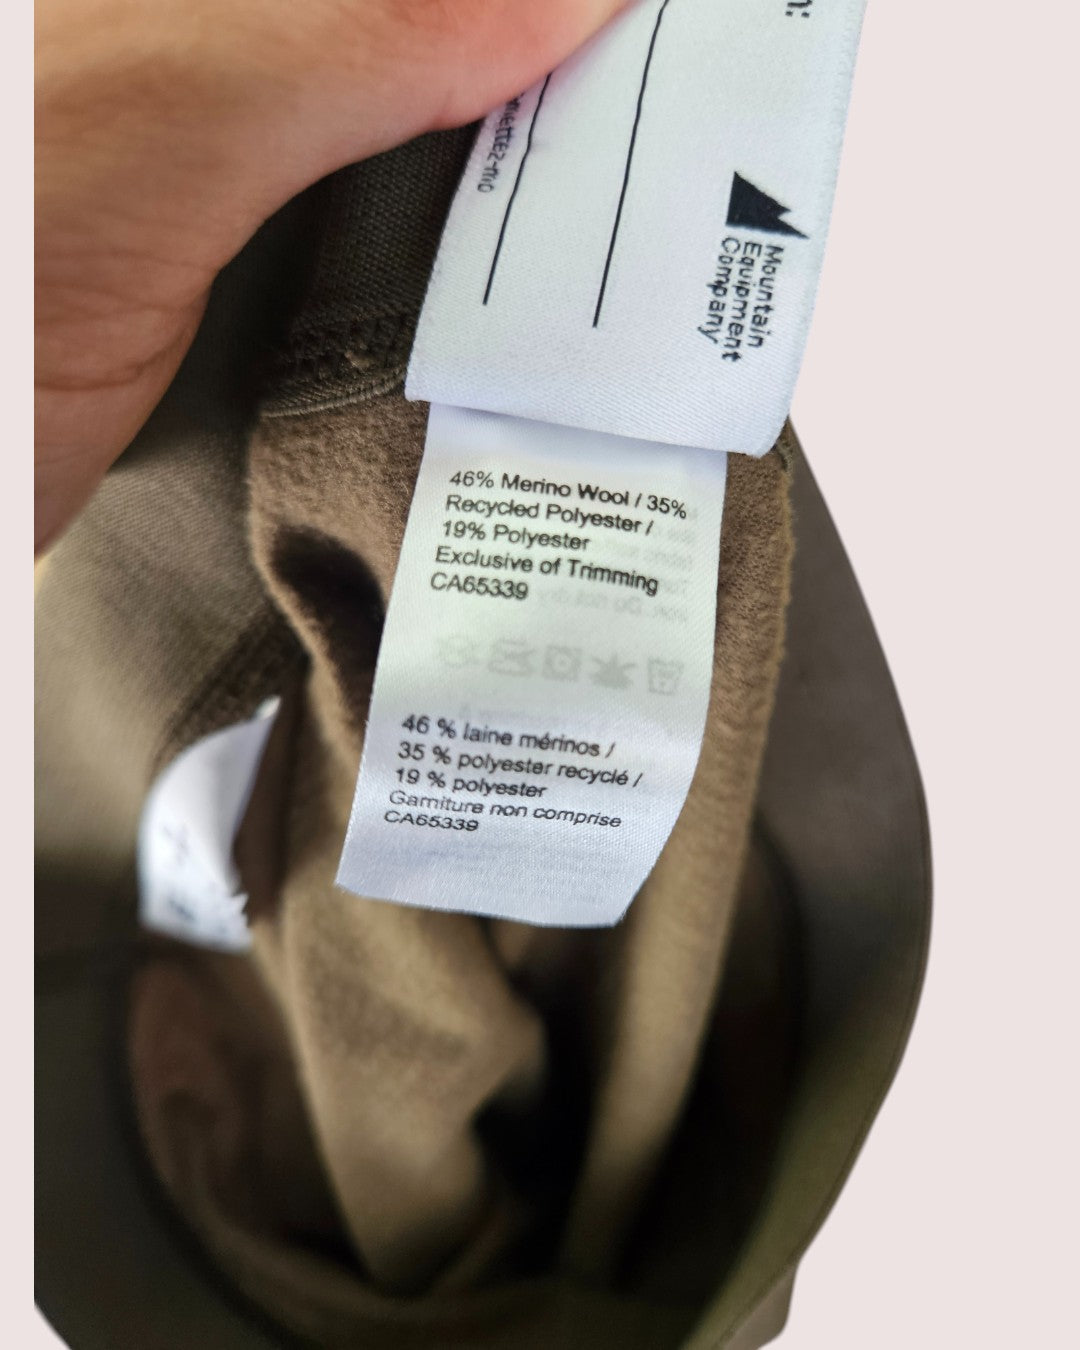 Mountain
Equipment
Company
46% Merino Wool / 35%
Recycled Polyester /
19% Polyester
Exclusive of Trimming
CA65339
46 % laine mérinos /
35 % polyester recyclé /
19 % polyester
Garniture non comprise
CA65339